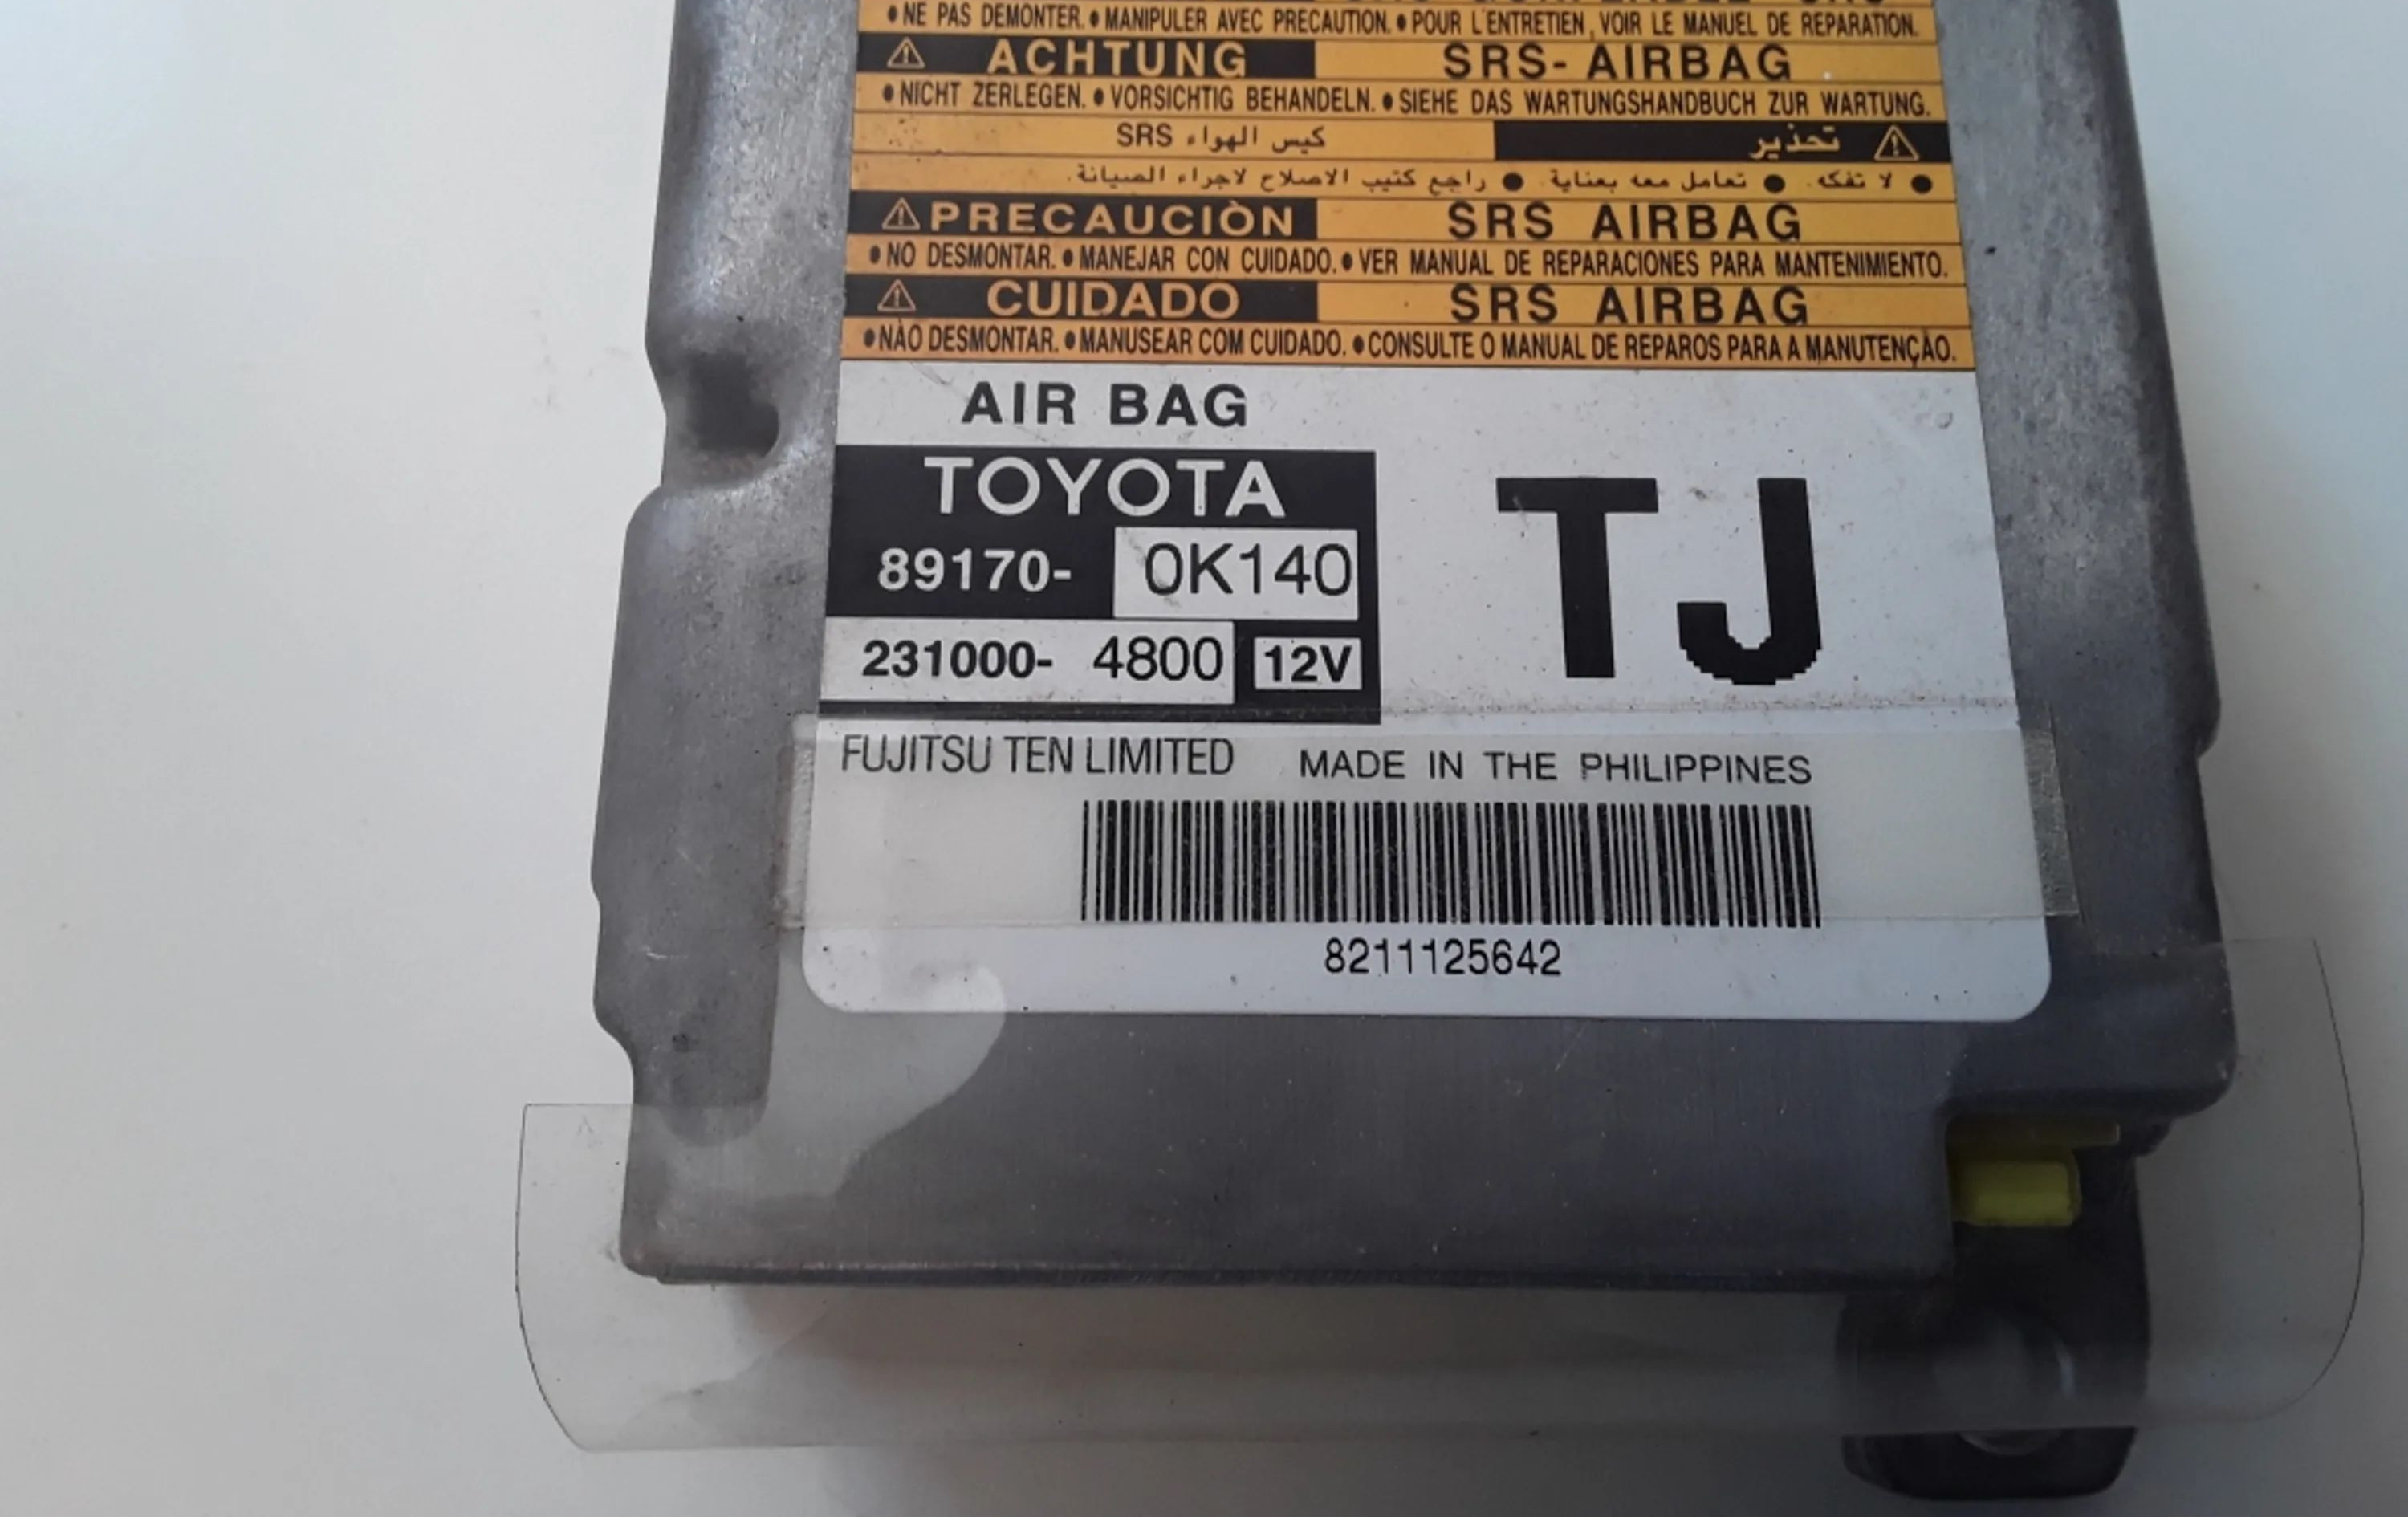 •NE PAS DEMONTER. •MANIPULER AVEC PRECAUTION. •POUR L'ENTRETIEN, VOIR LE MANUEL DE REPARATION.
ACHTUNG SRS- AIRBAG
•NICHT ZERLEGEN. •VORSICHTIG BEHANDELN. •SIEHE DAS WARTUNGSHANDBUCH ZUR WARTUNG.
تحذير كيس الهواء SRS
● لا تفكه. ● تعامل معه بعناية. ● راجع كتيب الاصلاح لاجراء الصيانة.
PRECAUCIÒN SRS AIRBAG
•NO DESMONTAR. •MANEJAR CON CUIDADO. •VER MANUAL DE REPARACIONES PARA MANTENIMIENTO.
CUIDADO SRS AIRBAG
•NÃO DESMONTAR. •MANUSEAR COM CUIDADO. •CONSULTE O MANUAL DE REPAROS PARA A MANUTENÇÃO.
AIR BAG
TOYOTA
89170- 0K140
231000- 4800 12V
TJ
FUJITSU TEN LIMITED MADE IN THE PHILIPPINES
8211125642